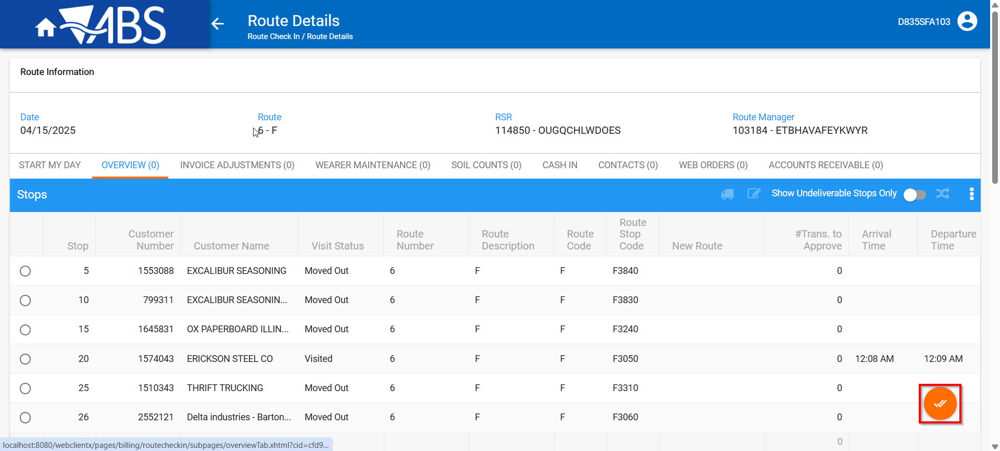 ABS
Route Details
Route Check In / Route Details
D835SFA103
Route Information
Date
Route
RSR
Route Manager
04/15/2025
6 - F
114850 - OUGQCHLWDOES
103184 - ETBHAVAFEYKWYR
START MY DAY
OVERVIEW (0)
INVOICE ADJUSTMENTS (0)
WEARER MAINTENANCE (0)
SOIL COUNTS (0)
CASH IN
CONTACTS (0)
WEB ORDERS (0)
ACCOUNTS RECEIVABLE (0)
Stops
Show Undeliverable Stops Only
Stop
Customer
Number
Customer Name
Visit Status
Route
Number
Route
Description
Route
Code
Route
Stop
Code
New Route
#Trans. to
Approve
Arrival
Time
Departure
Time
5 1553088 EXCALIBUR SEASONING Moved Out 6 F F F3840 0
10 799311 EXCALIBUR SEASONIN... Moved Out 6 F F F3830 0
15 1645831 OX PAPERBOARD ILLIN... Moved Out 6 F F F3240 0
20 1574043 ERICKSON STEEL CO Visited 6 F F F3050 0 12:08 AM 12:09 AM
25 1510343 THRIFT TRUCKING Moved Out 6 F F F3310 0
26 2552121 Delta industries - Barton... Moved Out 6 F F F3060 0
0
localhost:8080/webclientx/pages/billing/routecheckin/subpages/overviewTab.xhtml?cid=cfd9...